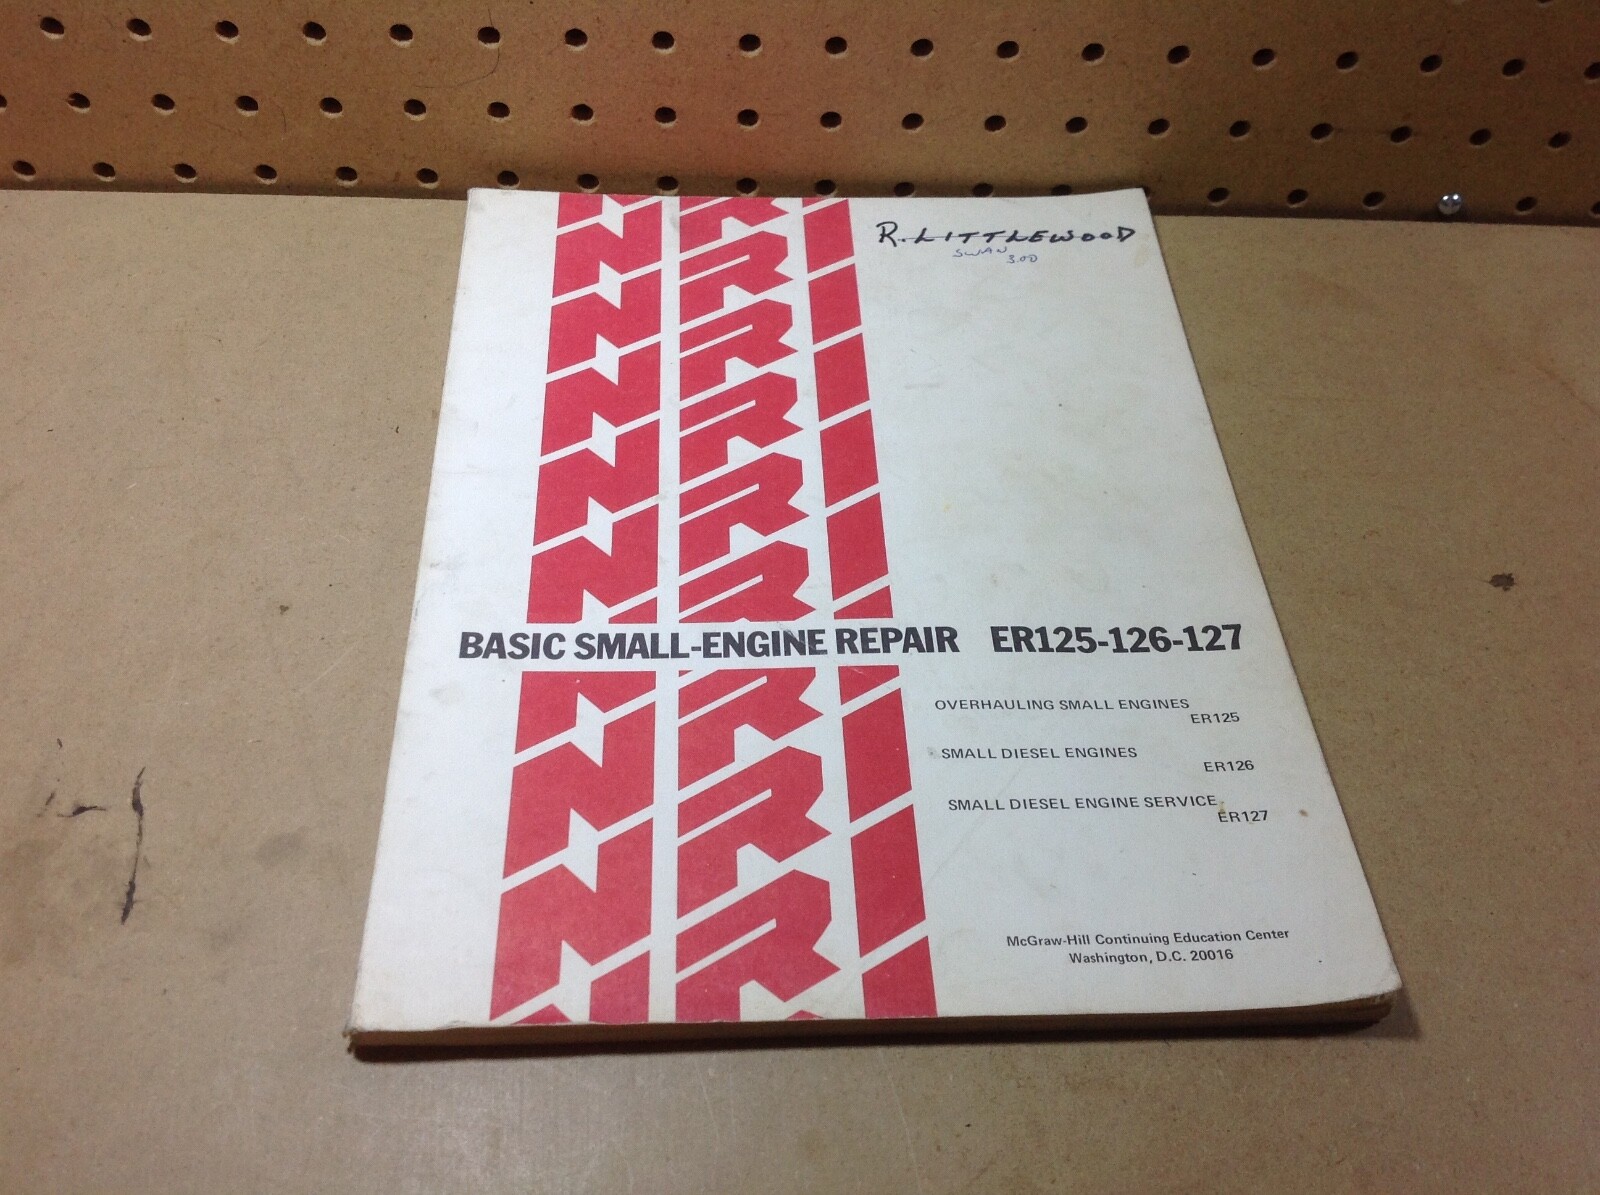 R. LITTLEWOOD
SWAN
3.00
NRI
BASIC SMALL-ENGINE REPAIR ER125-126-127
OVERHAULING SMALL ENGINES
ER125
SMALL DIESEL ENGINES
ER126
SMALL DIESEL ENGINE SERVICE
ER127
McGraw-Hill Continuing Education Center
Washington, D.C. 20016